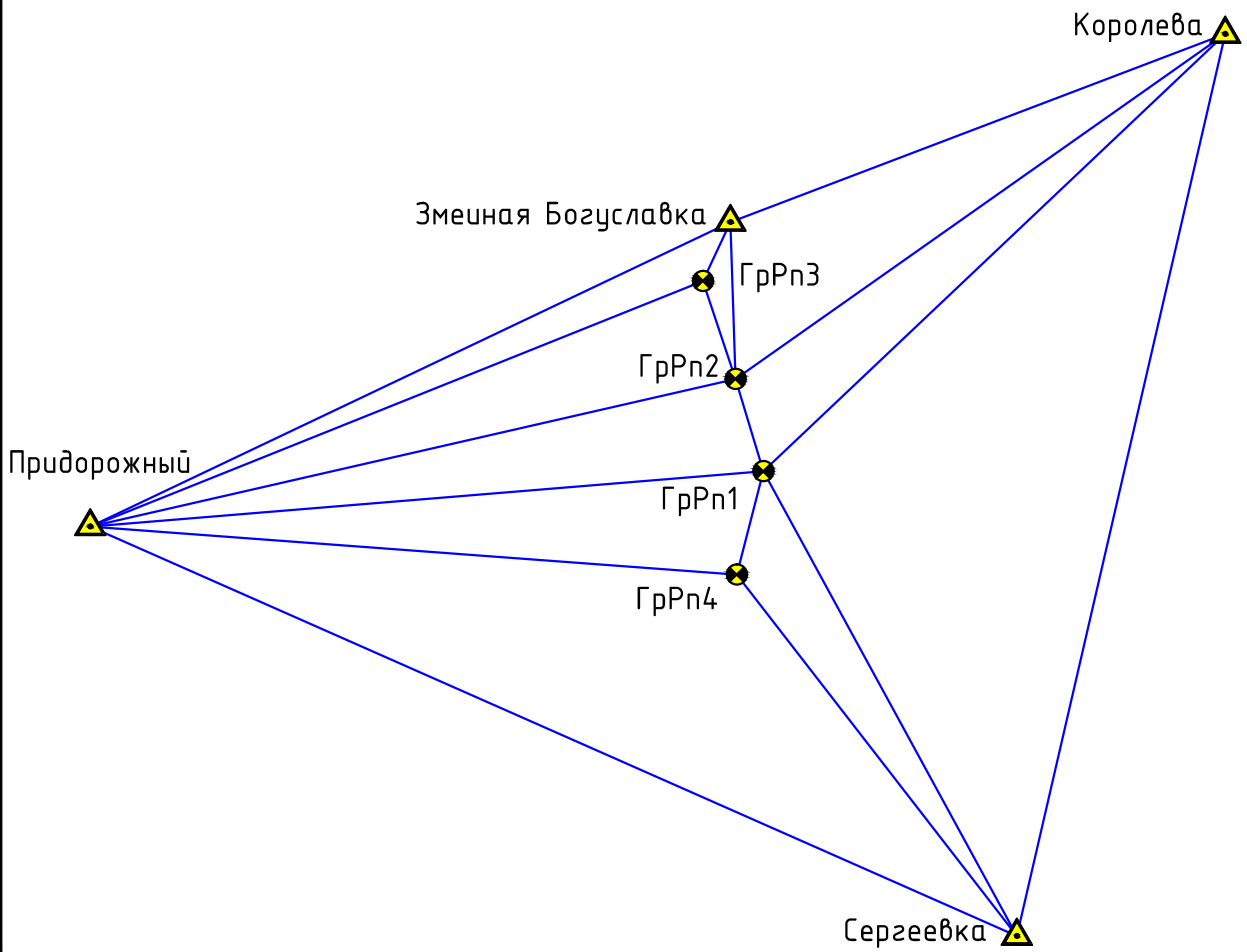 Королева
Змеиная Богуславка
ГрРп3
ГрРп2
Придорожный
ГрРп1
ГрРп4
Сергеевка